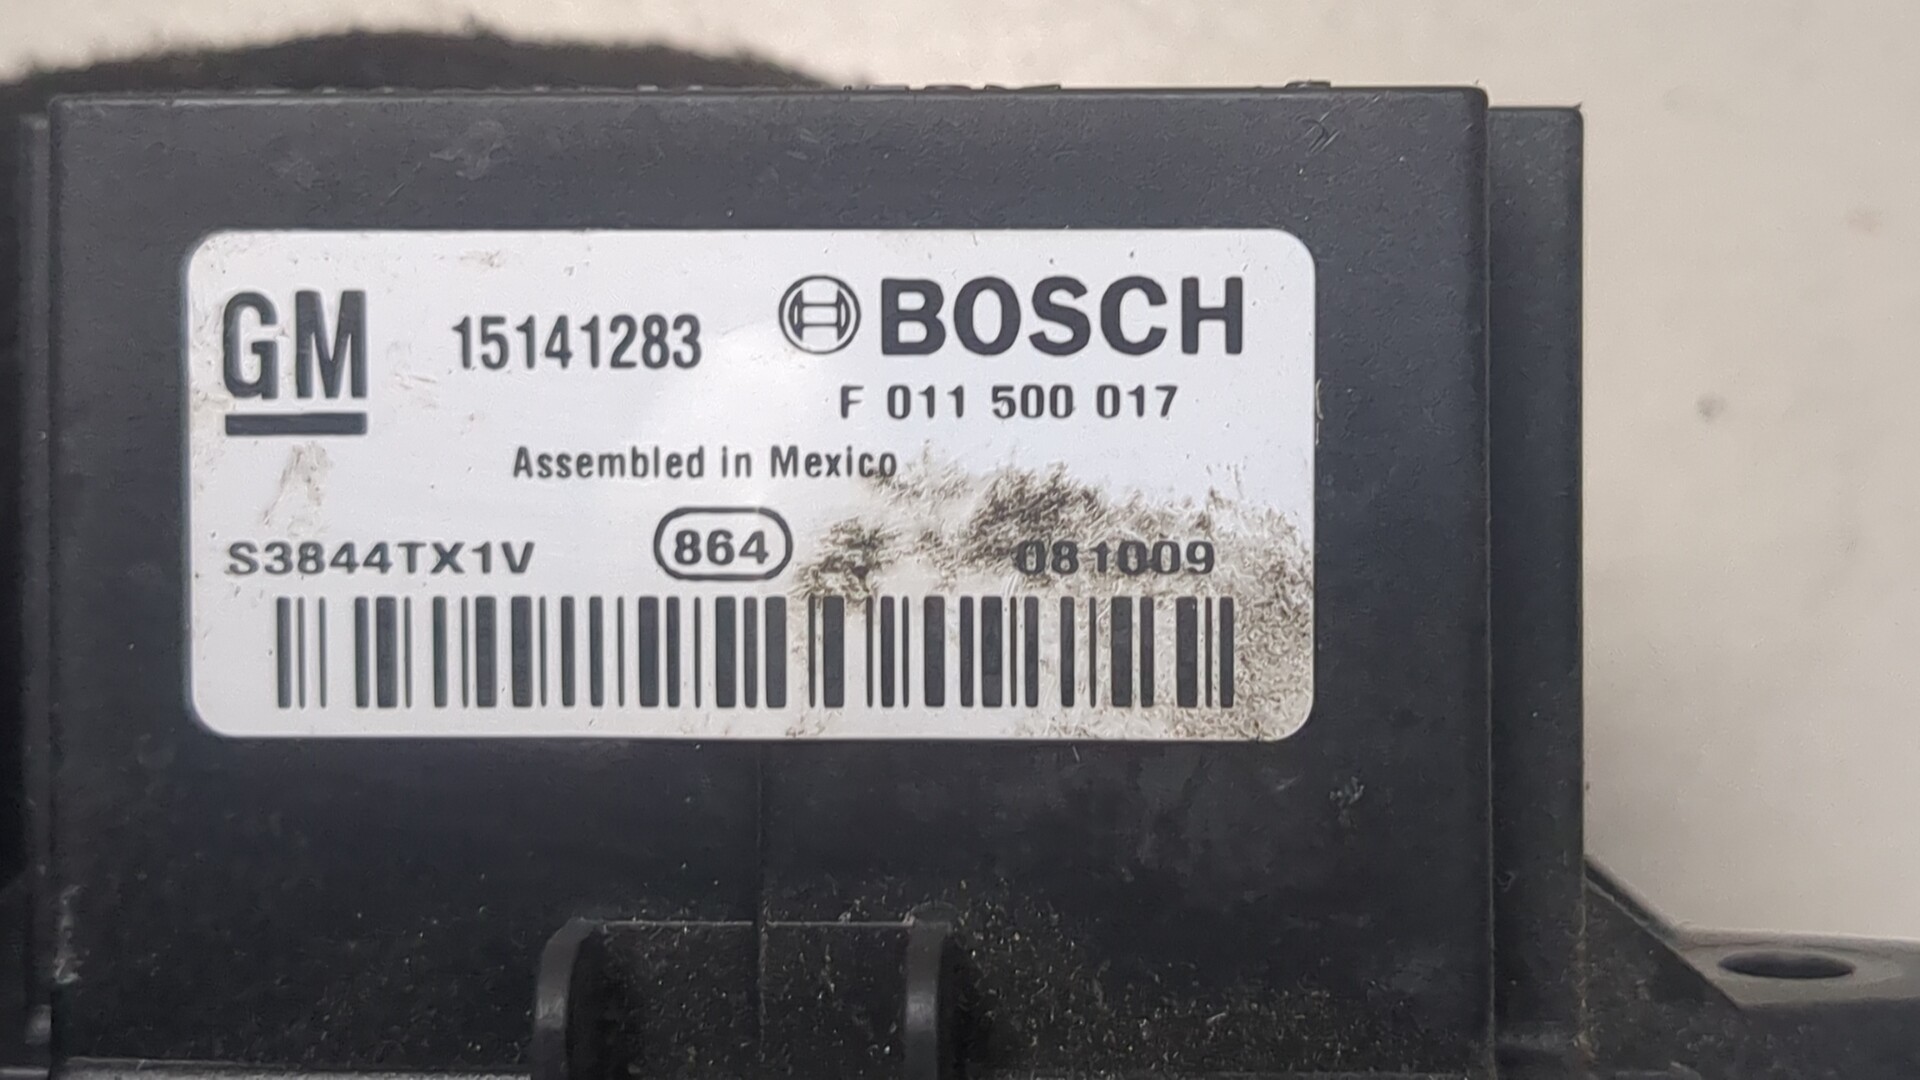 GM 15141283 BOSCH
F 011 500 017
Assembled in Mexico
S3844TX1V 864 081009